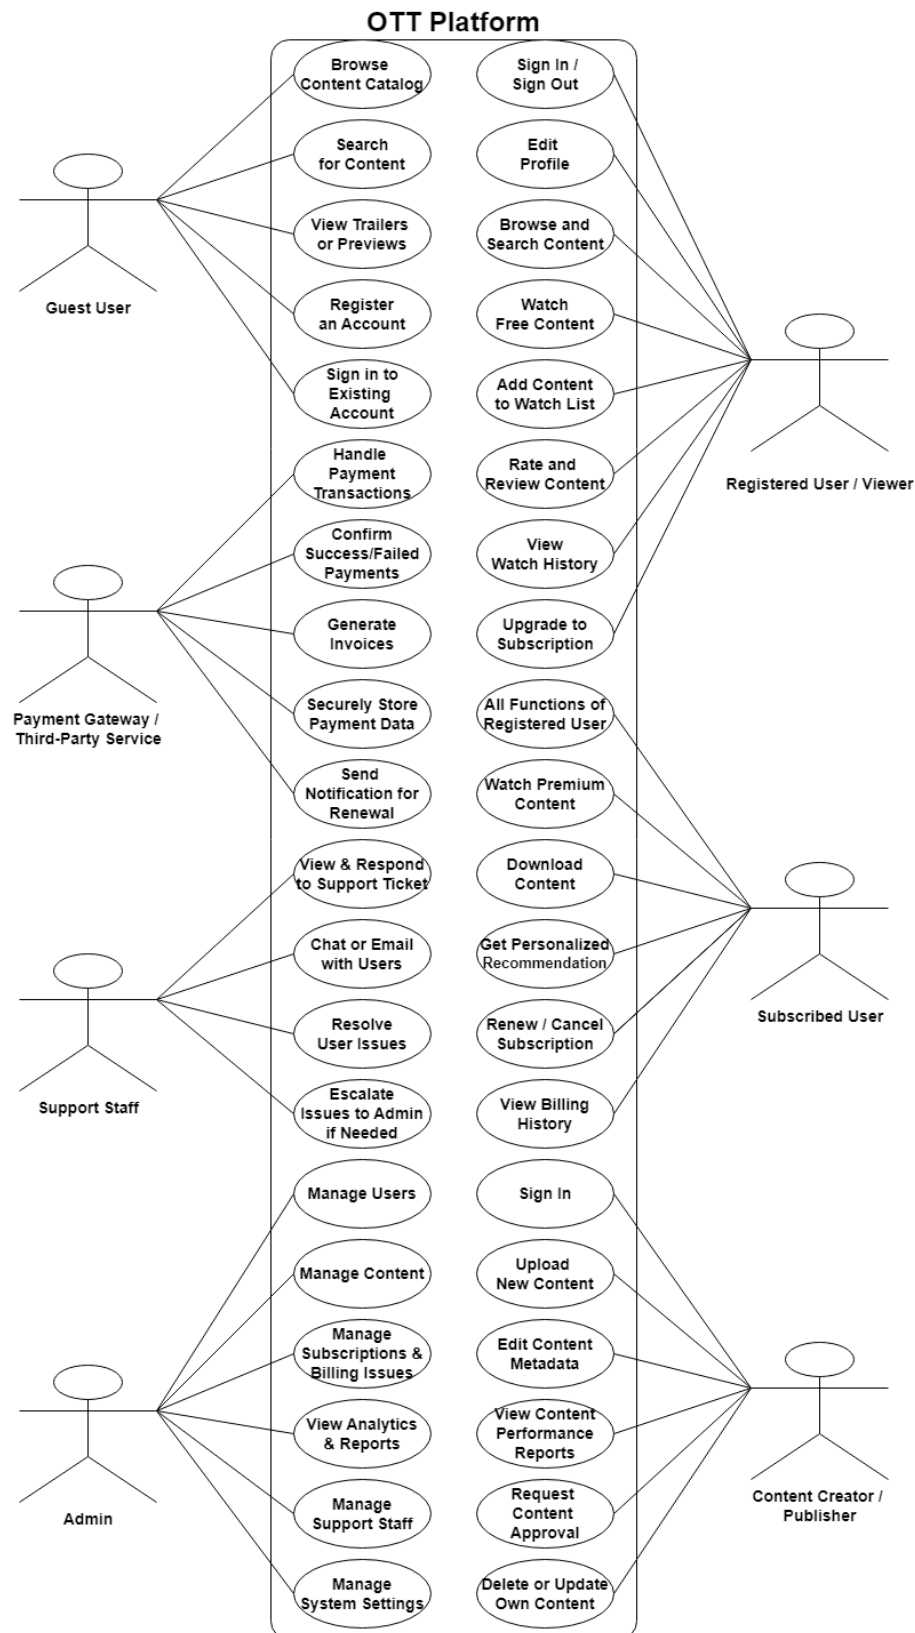 OTT Platform
Browse
Content Catalog
Search
for Content
View Trailers
or Previews
Register
an Account
Sign in to
Existing
Account
Guest User
Handle
Payment
Transactions
Confirm
Success/Failed
Payments
Generate
Invoices
Securely Store
Payment Data
Send
Notification for
Renewal
Payment Gateway /
Third-Party Service
View & Respond
to Support Ticket
Chat or Email
with Users
Resolve
User Issues
Escalate
Issues to Admin
if Needed
Support Staff
Manage Users
Manage Content
Manage
Subscriptions &
Billing Issues
View Analytics
& Reports
Manage
Support Staff
Manage
System Settings
Admin
Sign In /
Sign Out
Edit
Profile
Browse and
Search Content
Watch
Free Content
Add Content
to Watch List
Rate and
Review Content
View
Watch History
Upgrade to
Subscription
Registered User / Viewer
All Functions of
Registered User
Watch Premium
Content
Download
Content
Get Personalized
Recommendation
Renew / Cancel
Subscription
View Billing
History
Subscribed User
Sign In
Upload
New Content
Edit Content
Metadata
View Content
Performance
Reports
Request
Content
Approval
Delete or Update
Own Content
Content Creator /
Publisher